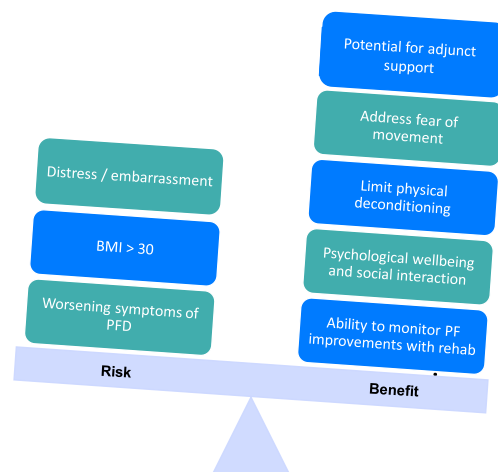 Potential for adjunct
support
Address fear of
movement
Distress / embarrassment
Limit physical
deconditioning
BMI > 30
Psychological wellbeing
and social interaction
Worsening symptoms of
PFD
Ability to monitor PF
improvements with rehab
Risk
Benefit